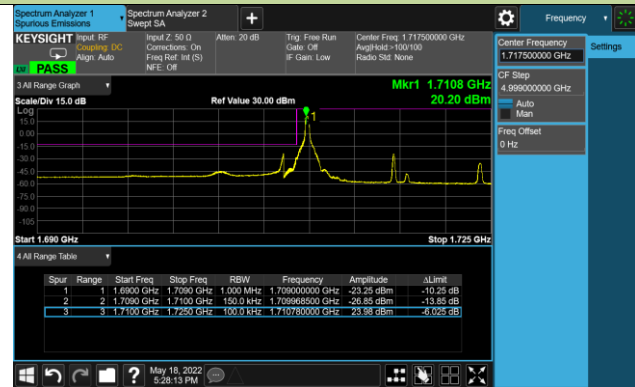 Spectrum Analyzer 1
Spurious Emissions
Spectrum Analyzer 2
Swept SA
Frequency
KEYSIGHT
Input: RF
Coupling: DC
Align: Auto
Input Z: 50 Ω
Corrections: On
Freq Ref: Int (S)
NFE: Off
Atten: 20 dB
Trig: Free Run
Gate: Off
IF Gain: Low
Center Freq: 1.717500000 GHz
Avg|Hold:>100/100
Radio Std: None
PASS
Center Frequency
1.717500000 GHz
Settings
CF Step
4.999000000 GHz
Auto
Man
Freq Offset
0 Hz
3 All Range Graph
Mkr1 1.7108 GHz
20.20 dBm
Scale/Div 15.0 dB
Ref Value 30.00 dBm
Log
15.0
0.00
-15.0
-30.0
-45.0
-60.0
-75.0
-90.0
-105
1
Start 1.690 GHz
Stop 1.725 GHz
4 All Range Table
Spur Range Start Freq Stop Freq RBW Frequency Amplitude ΔLimit
1 1 1.6900 GHz 1.7090 GHz 1.000 MHz 1.709000000 GHz -23.25 dBm -10.25 dB
2 2 1.7090 GHz 1.7100 GHz 150.0 kHz 1.709968500 GHz -26.85 dBm -13.85 dB
3 3 1.7100 GHz 1.7250 GHz 100.0 kHz 1.710780000 GHz 23.98 dBm -6.025 dB
May 18, 2022
5:28:13 PM